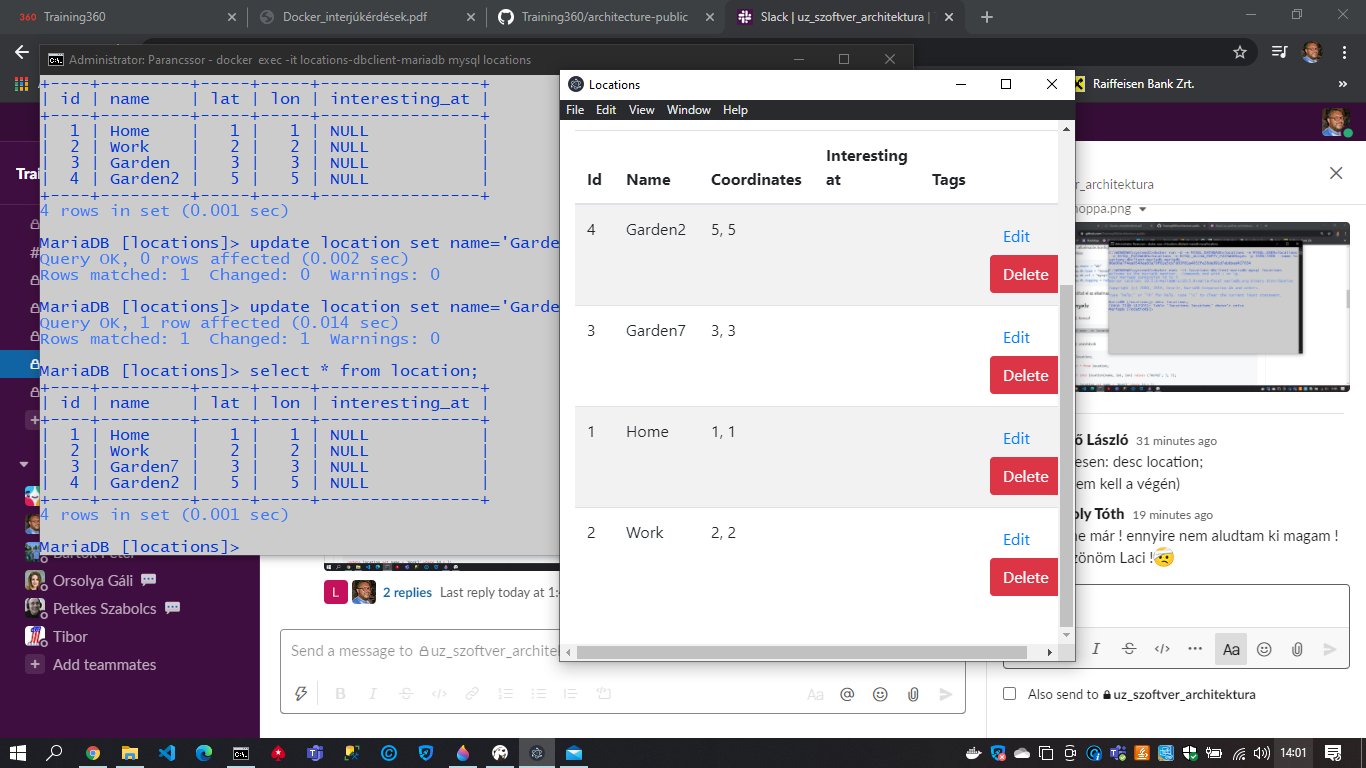 Training360
Docker_interjúkérdések.pdf
Training360/architecture-public
Slack | uz_szoftver_architektura |
Raiffeisen Bank Zrt.
Administrator: Parancssor - docker exec -it locations-dbclient-mariadb mysql locations
+----+---------+-----+-----+----------------+
| id | name | lat | lon | interesting_at |
+----+---------+-----+-----+----------------+
| 1 | Home | 1 | 1 | NULL |
| 2 | Work | 2 | 2 | NULL |
| 3 | Garden | 3 | 3 | NULL |
| 4 | Garden2 | 5 | 5 | NULL |
+----+---------+-----+-----+----------------+
4 rows in set (0.001 sec)
MariaDB [locations]> update location set name='Garde
Query OK, 0 rows affected (0.002 sec)
Rows matched: 1 Changed: 0 Warnings: 0
MariaDB [locations]> update location set name='Garde
Query OK, 1 row affected (0.014 sec)
Rows matched: 1 Changed: 1 Warnings: 0
MariaDB [locations]> select * from location;
+----+---------+-----+-----+----------------+
| id | name | lat | lon | interesting_at |
+----+---------+-----+-----+----------------+
| 1 | Home | 1 | 1 | NULL |
| 2 | Work | 2 | 2 | NULL |
| 3 | Garden7 | 3 | 3 | NULL |
| 4 | Garden2 | 5 | 5 | NULL |
+----+---------+-----+-----+----------------+
4 rows in set (0.001 sec)
MariaDB [locations]>
Locations
File Edit View Window Help
Id Name Coordinates Interesting at Tags
4 Garden2 5, 5 Edit
Delete
3 Garden7 3, 3 Edit
Delete
1 Home 1, 1 Edit
Delete
2 Work 2, 2 Edit
Delete
Trai
Orsolya Gáli
Petkes Szabolcs
Tibor
Add teammates
L 2 replies Last reply today at 1:
Send a message to uz_szoftver_archite
r_architektura
hoppa.png
ő László 31 minutes ago
esen: desc location;
em kell a végén)
oly Tóth 19 minutes ago
ne már ! ennyire nem aludtam ki magam !
zönöm Laci !
Also send to uz_szoftver_architektura
14:01